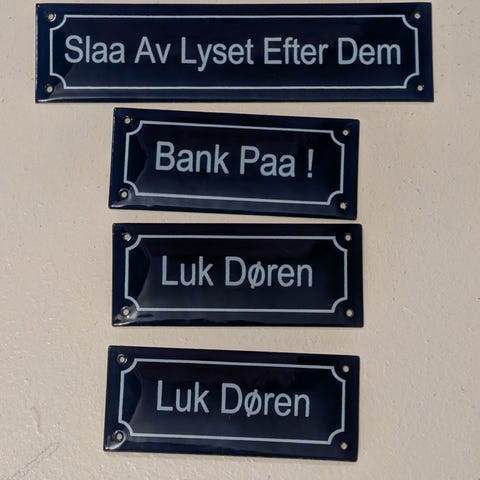 Slaa Av Lyset Efter Dem
Bank Paa !
Luk Døren
Luk Døren